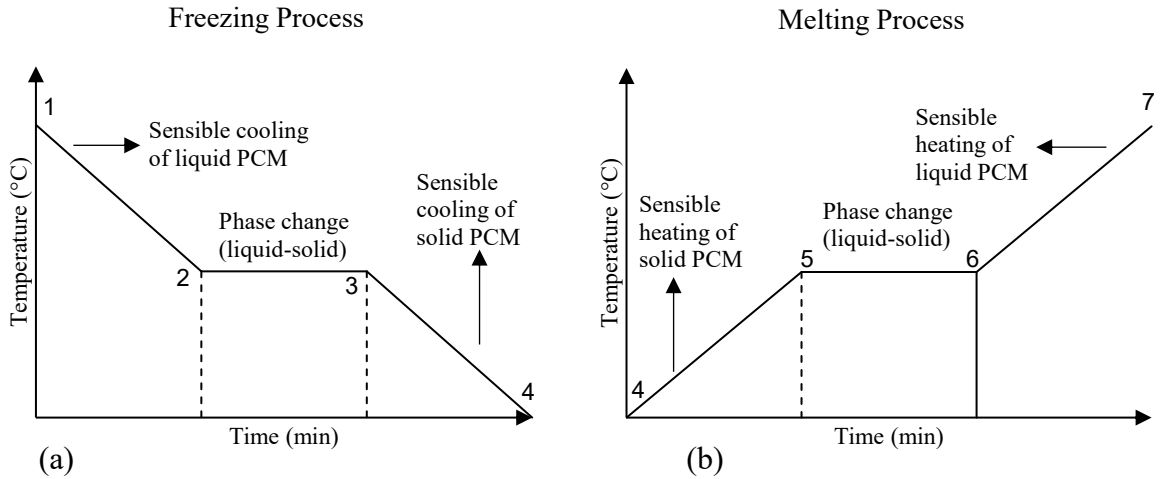 Freezing Process
1
Sensible cooling
of liquid PCM
Phase change
(liquid-solid)
Sensible
cooling of
solid PCM
2
3
4
Temperature (°C)
Time (min)
(a)
Melting Process
7
Sensible
heating of
liquid PCM
Sensible
heating of
solid PCM
Phase change
(liquid-solid)
5
6
4
Temperature (°C)
Time (min)
(b)